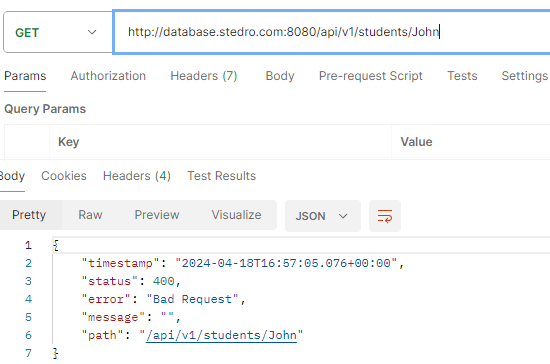 GET http://database.stedro.com:8080/api/v1/students/John
Params Authorization Headers (7) Body Pre-request Script Tests Settings
Query Params
Key Value
Body Cookies Headers (4) Test Results
Pretty Raw Preview Visualize JSON
1 {
2 "timestamp": "2024-04-18T16:57:05.076+00:00",
3 "status": 400,
4 "error": "Bad Request",
5 "message": "",
6 "path": "/api/v1/students/John"
7 }